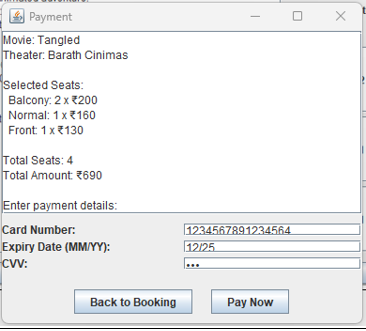 Payment
Movie: Tangled
Theater: Barath Cinimas
Selected Seats:
Balcony: 2 x ₹200
Normal: 1 x ₹160
Front: 1 x ₹130
Total Seats: 4
Total Amount: ₹690
Enter payment details:
Card Number: 1234567891234564
Expiry Date (MM/YY): 12/25
CVV: •••
Back to Booking Pay Now